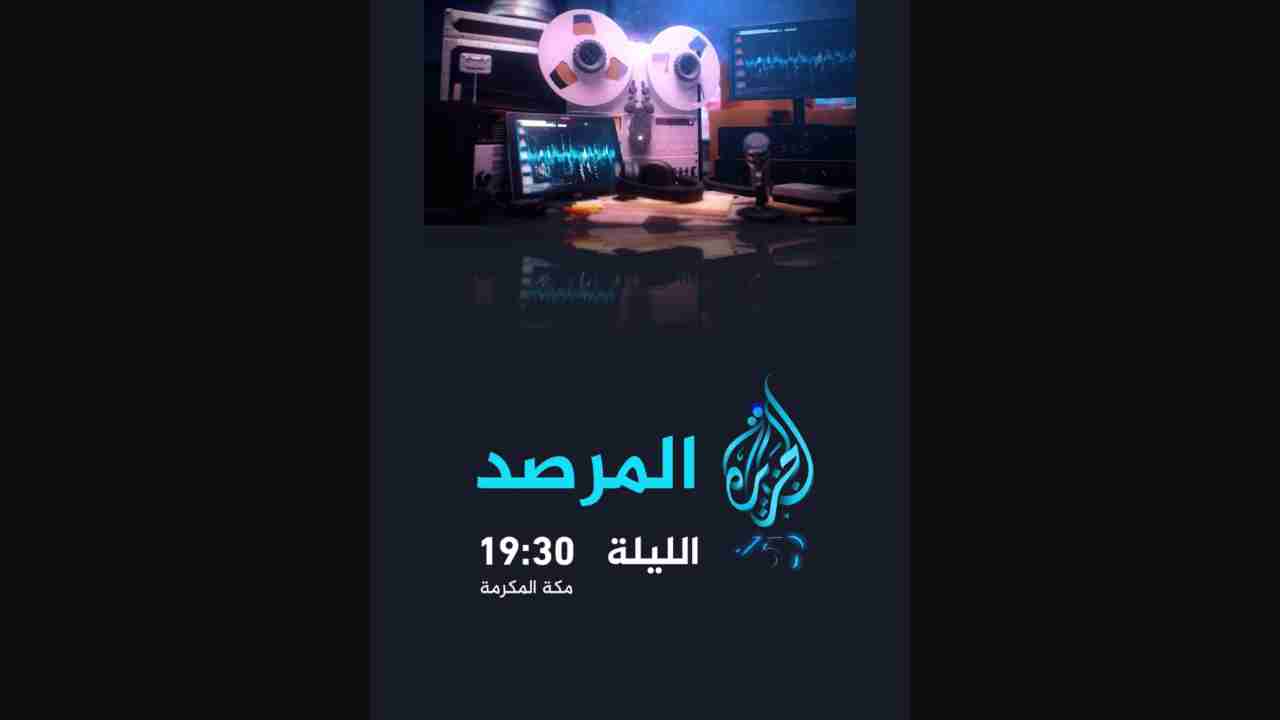 المرصد
الليلة 19:30
مكة المكرمة